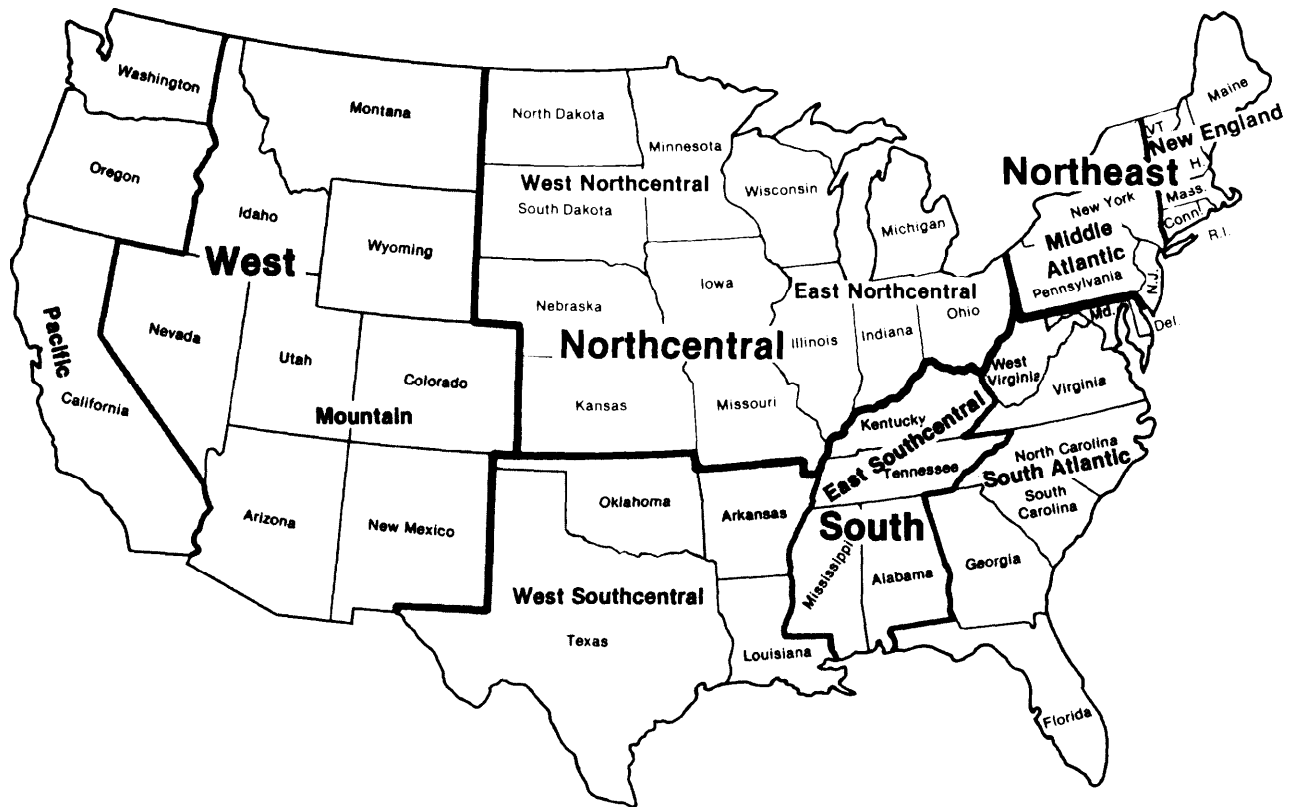 Washington
Montana
North Dakota
Minnesota
Maine
VT.
New England
Oregon
West Northcentral
Wisconsin
Northeast
H.
Mass.
Idaho
South Dakota
Michigan
New York
Conn.
R.I.
Wyoming
Middle
Atlantic
West
Iowa
Pennsylvania
N.J.
Nebraska
East Northcentral
Ohio
Md.
Del.
Pacific
Nevada
Utah
Northcentral
Illinois
Indiana
West
Virginia
Virginia
Colorado
California
Mountain
Kansas
Missouri
Kentucky
East Southcentral
Tennessee
North Carolina
South Atlantic
South
Carolina
Oklahoma
Arkansas
Arizona
New Mexico
South
Mississippi
Alabama
Georgia
West Southcentral
Texas
Louisiana
Florida